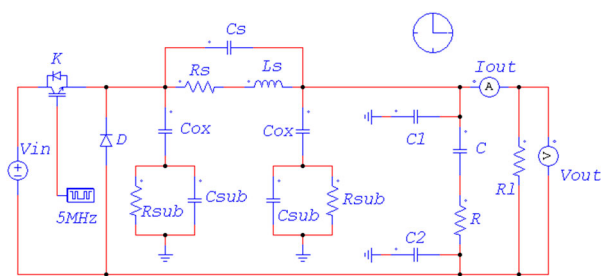 Cs
K
Rs
Ls
Iout
A
Cox
Cox
C1
C
D
Vin
V
Vout
R1
Rsub
Csub
Csub
Rsub
5MHz
R
C2